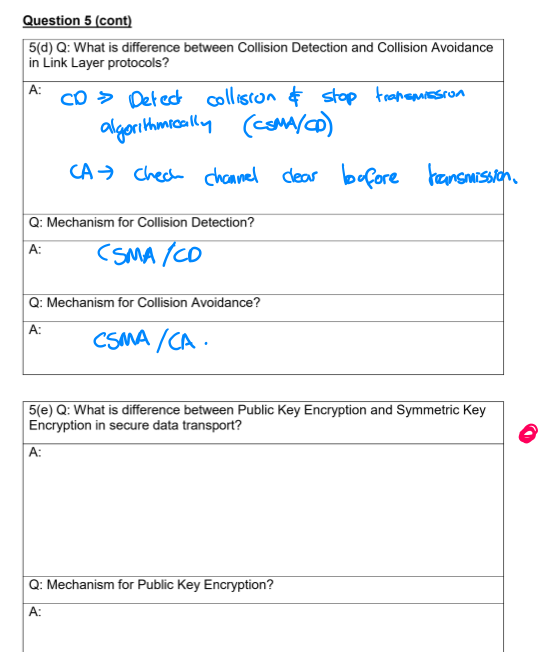 Question 5 (cont)
5(d) Q: What is difference between Collision Detection and Collision Avoidance
in Link Layer protocols?
A:
CD → Detect collision & stop transmission
algorithmically (CSMA/CD)
CA → Check channel clear before transmission.
Q: Mechanism for Collision Detection?
A:
CSMA/CD
Q: Mechanism for Collision Avoidance?
A:
CSMA/CA.
5(e) Q: What is difference between Public Key Encryption and Symmetric Key
Encryption in secure data transport?
A:
Q: Mechanism for Public Key Encryption?
A: